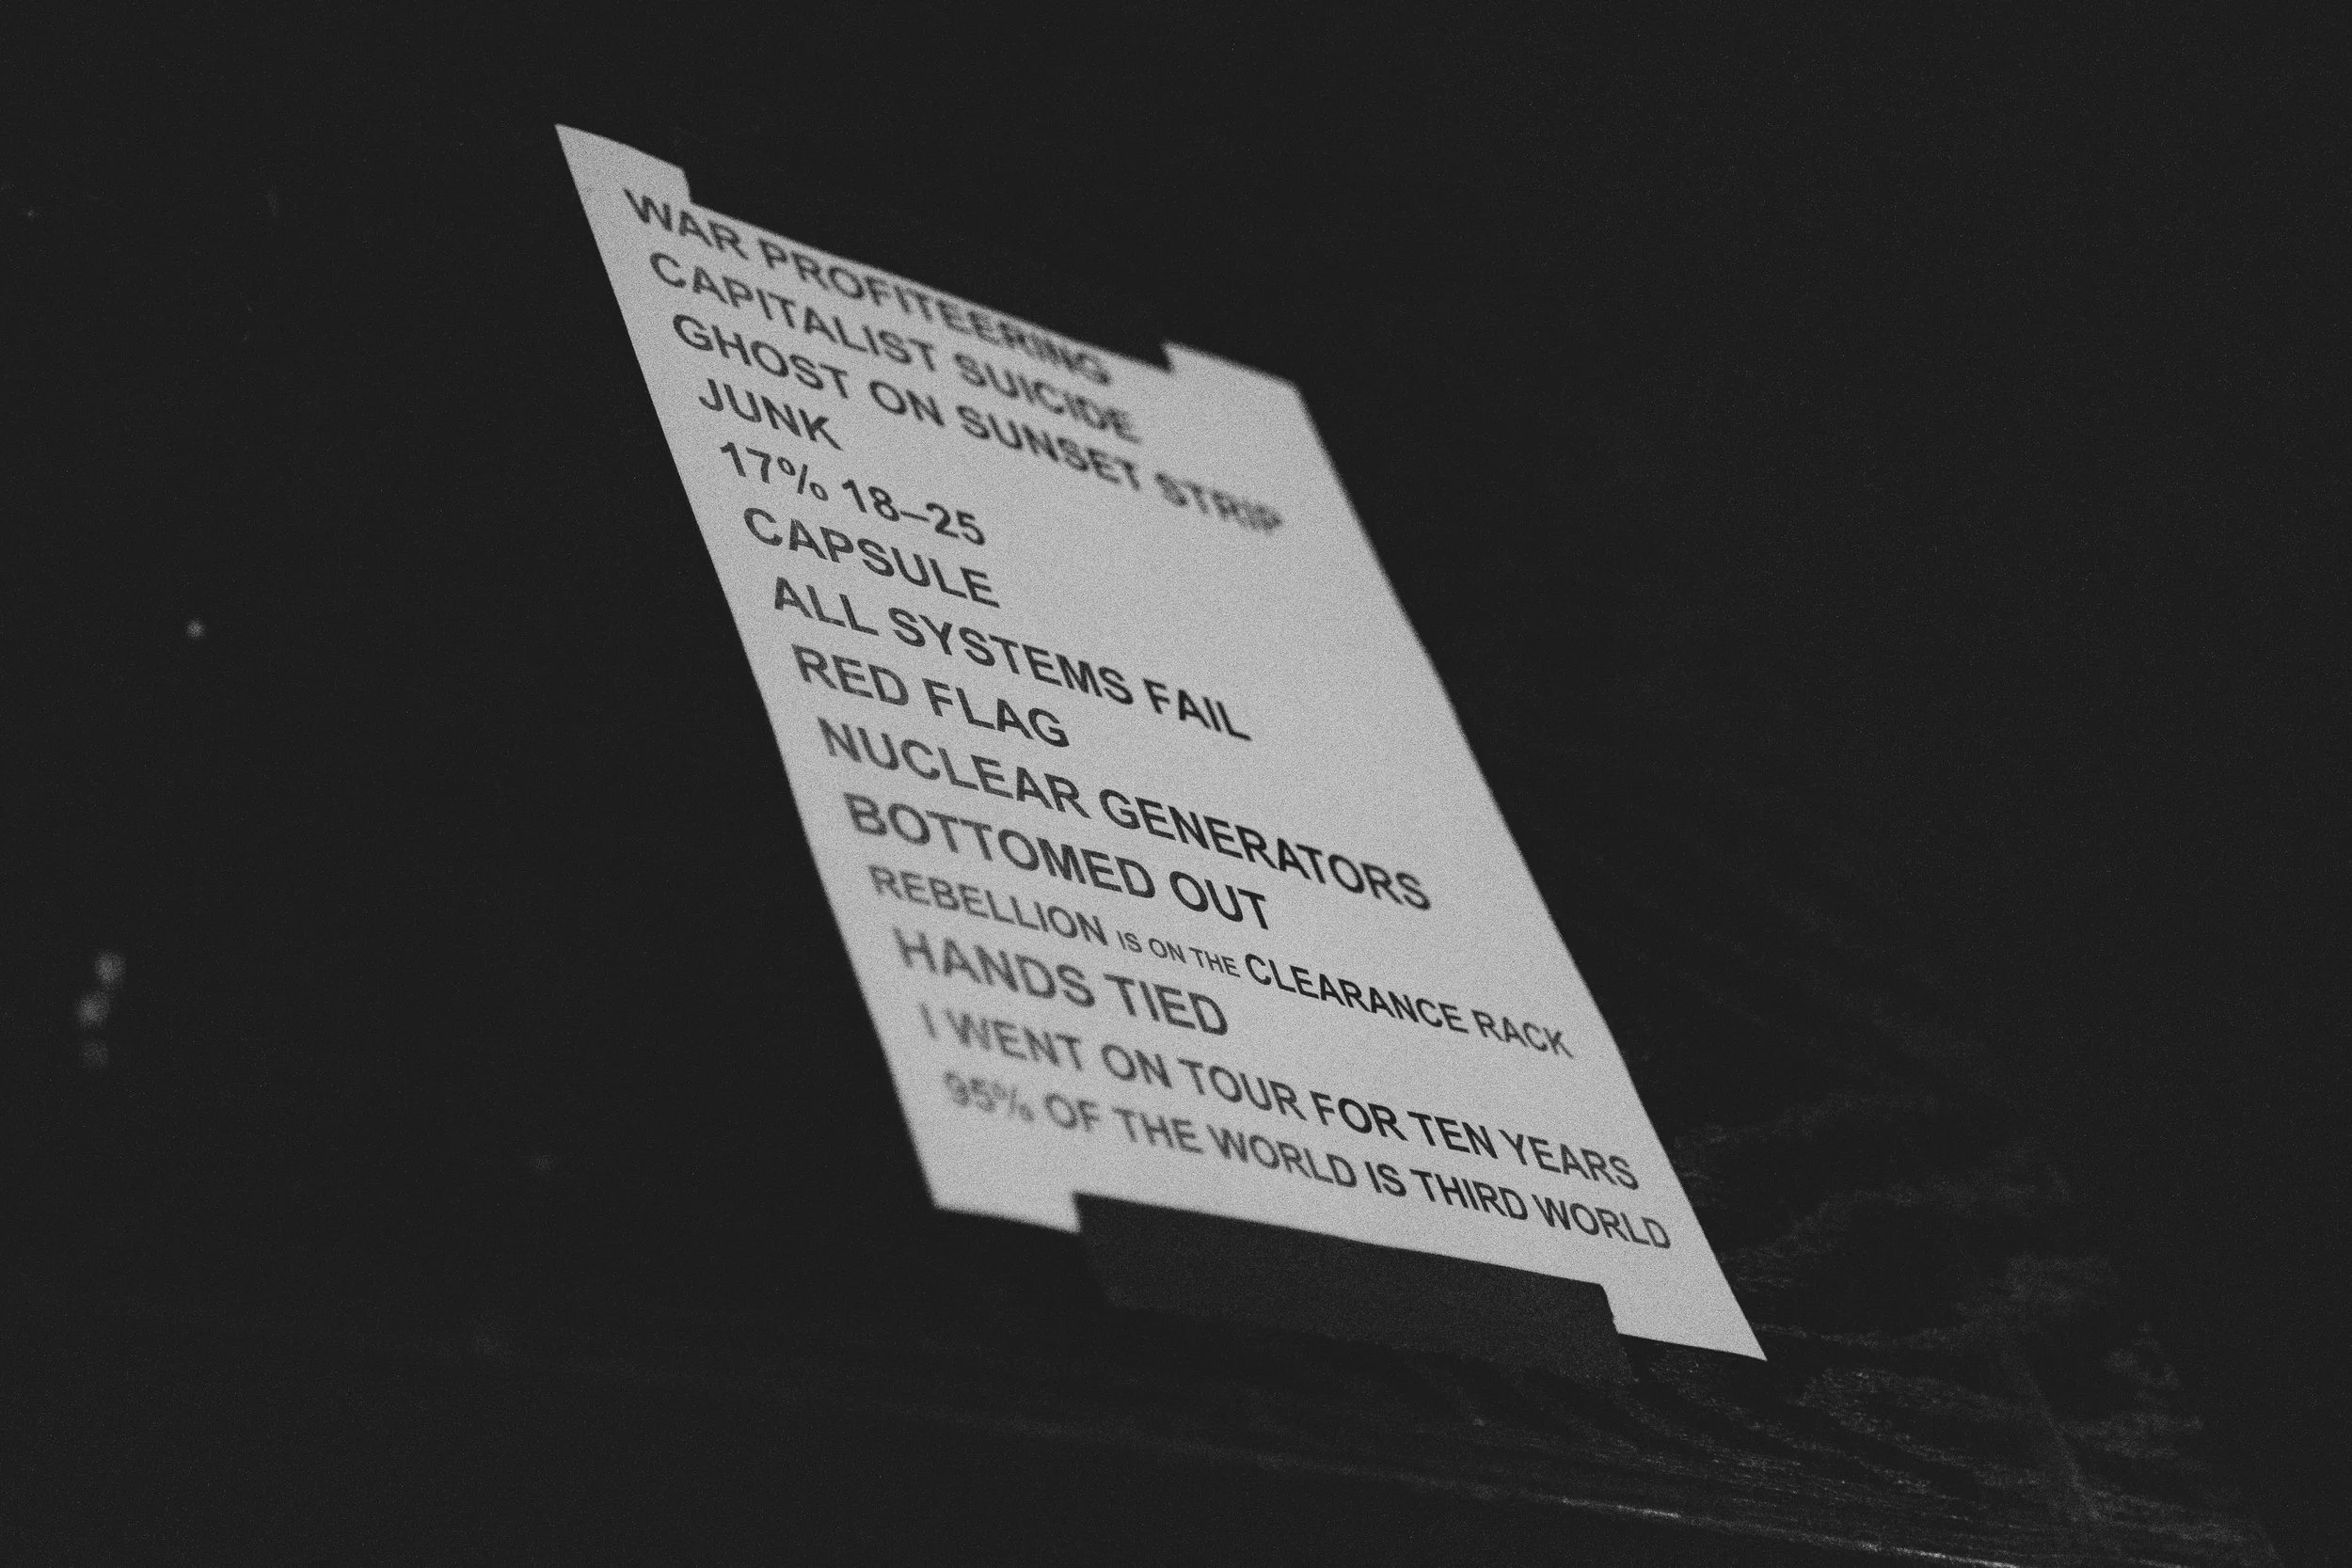 WAR PROFITEERING
CAPITALIST SUICIDE
GHOST ON SUNSET STRIP
JUNK
17% 18–25
CAPSULE
ALL SYSTEMS FAIL
RED FLAG
NUCLEAR GENERATORS
BOTTOMED OUT
REBELLION IS ON THE CLEARANCE RACK
HANDS TIED
I WENT ON TOUR FOR TEN YEARS
95% OF THE WORLD IS THIRD WORLD